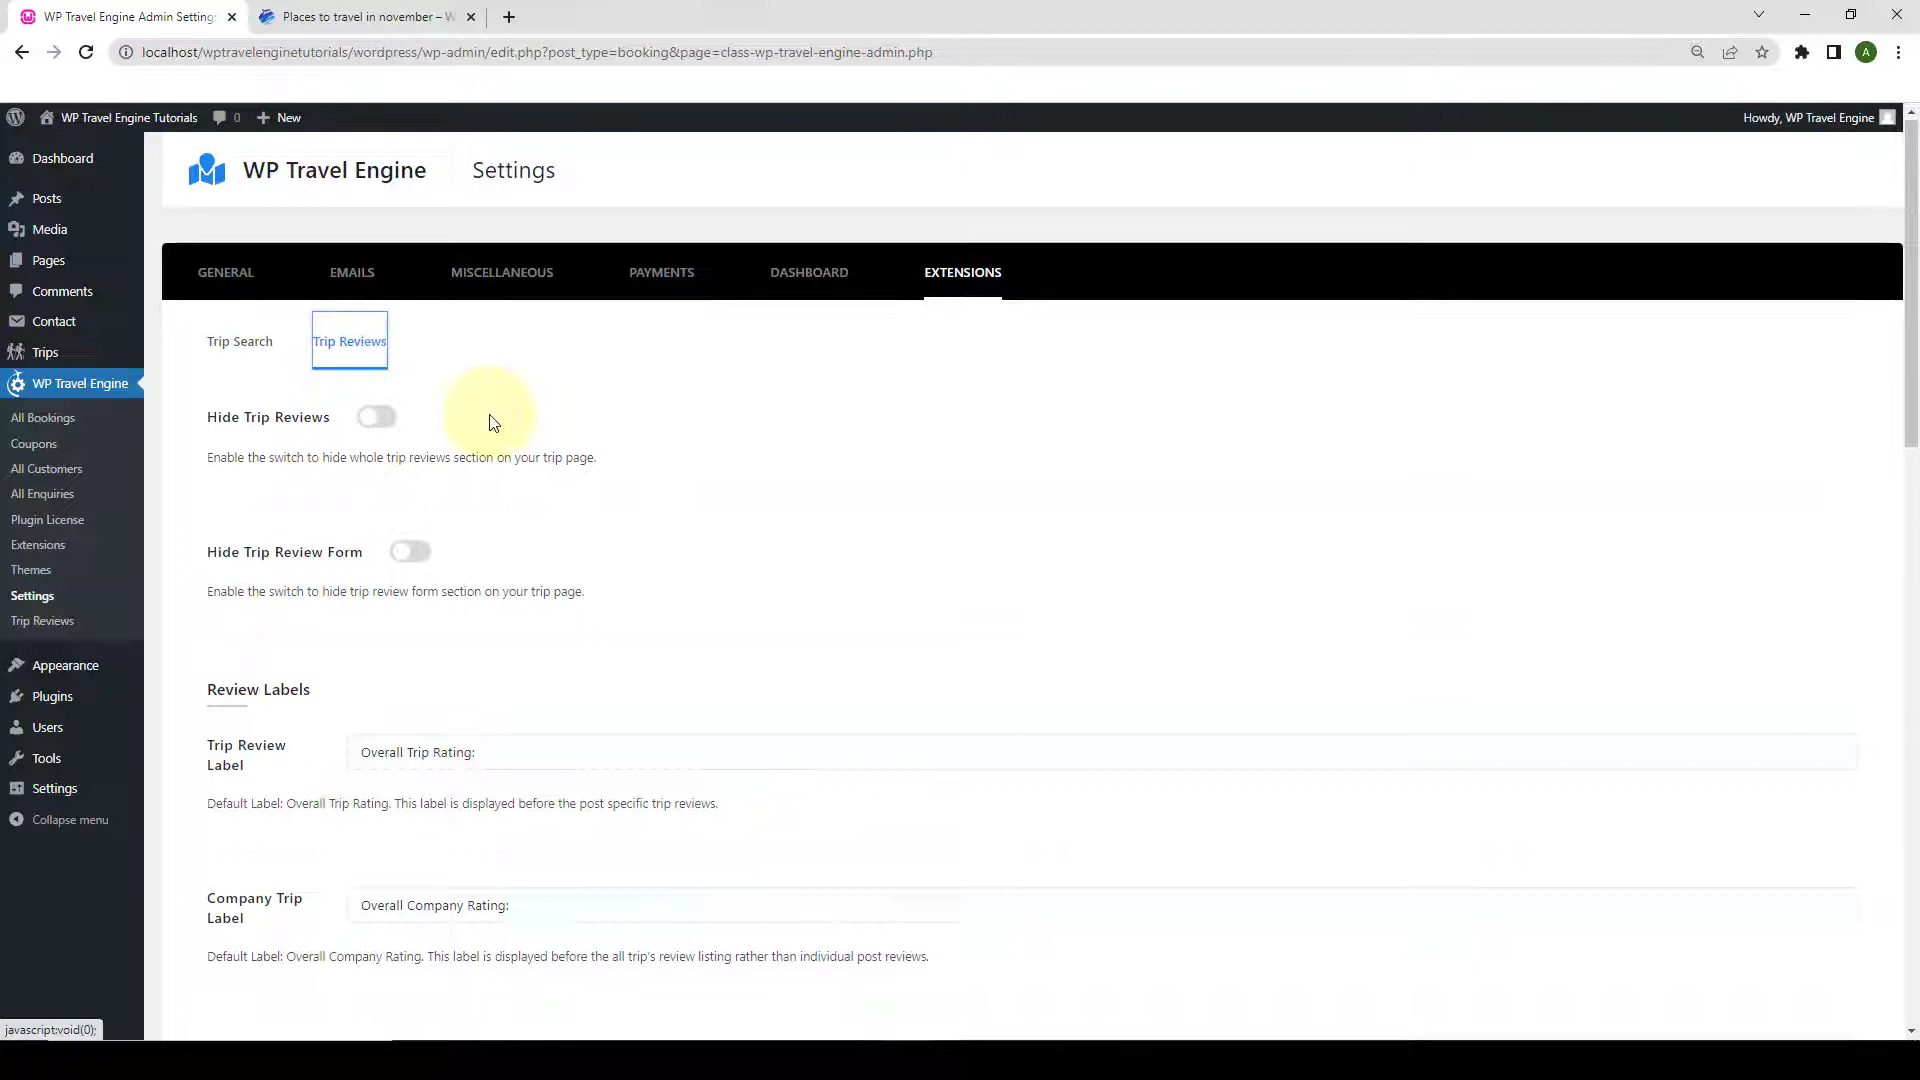 WP Travel Engine Admin Settings
Places to travel in november – W
localhost/wptravelenginetutorials/wordpress/wp-admin/edit.php?post_type=booking&page=class-wp-travel-engine-admin.php
A
WP Travel Engine Tutorials
0
New
Howdy, WP Travel Engine
Dashboard
Posts
Media
Pages
Comments
Contact
Trips
WP Travel Engine
All Bookings
Coupons
All Customers
All Enquiries
Plugin License
Extensions
Themes
Settings
Trip Reviews
Appearance
Plugins
Users
Tools
Settings
Collapse menu
javascript:void(0);
WP Travel Engine
Settings
GENERAL
EMAILS
MISCELLANEOUS
PAYMENTS
DASHBOARD
EXTENSIONS
Trip Search
Trip Reviews
Hide Trip Reviews
Enable the switch to hide whole trip reviews section on your trip page.
Hide Trip Review Form
Enable the switch to hide trip review form section on your trip page.
Review Labels
Trip Review
Label
Overall Trip Rating:
Default Label: Overall Trip Rating. This label is displayed before the post specific trip reviews.
Company Trip
Label
Overall Company Rating:
Default Label: Overall Company Rating. This label is displayed before the all trip's review listing rather than individual post reviews.